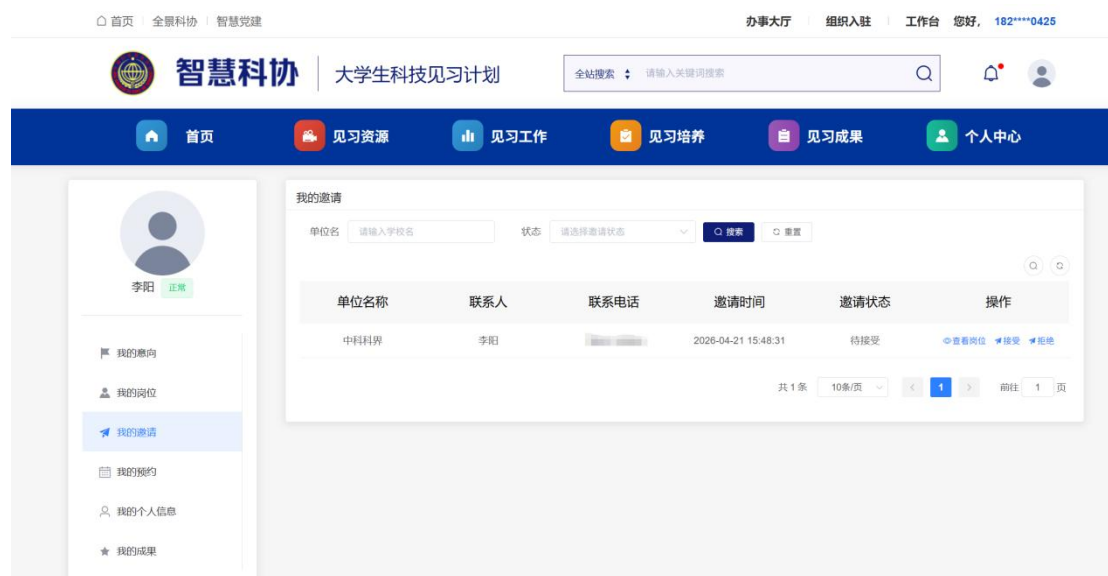 首页 全景科协 智慧党建 办事大厅 组织入驻 工作台 您好， 182****0425
智慧科协 大学生科技见习计划 全站搜索 请输入关键词搜索
首页 见习资源 见习工作 见习培养 见习成果 个人中心
李阳 正常
我的意向
我的岗位
我的邀请
我的预约
我的个人信息
我的成果
我的邀请
单位名 请输入学校名 状态 请选择邀请状态 搜索 重置
单位名称 联系人 联系电话 邀请时间 邀请状态 操作
中科科界 李阳 2026-04-21 15:48:31 待接受 查看岗位 接受 拒绝
共 1 条 10条/页 1 前往 1 页